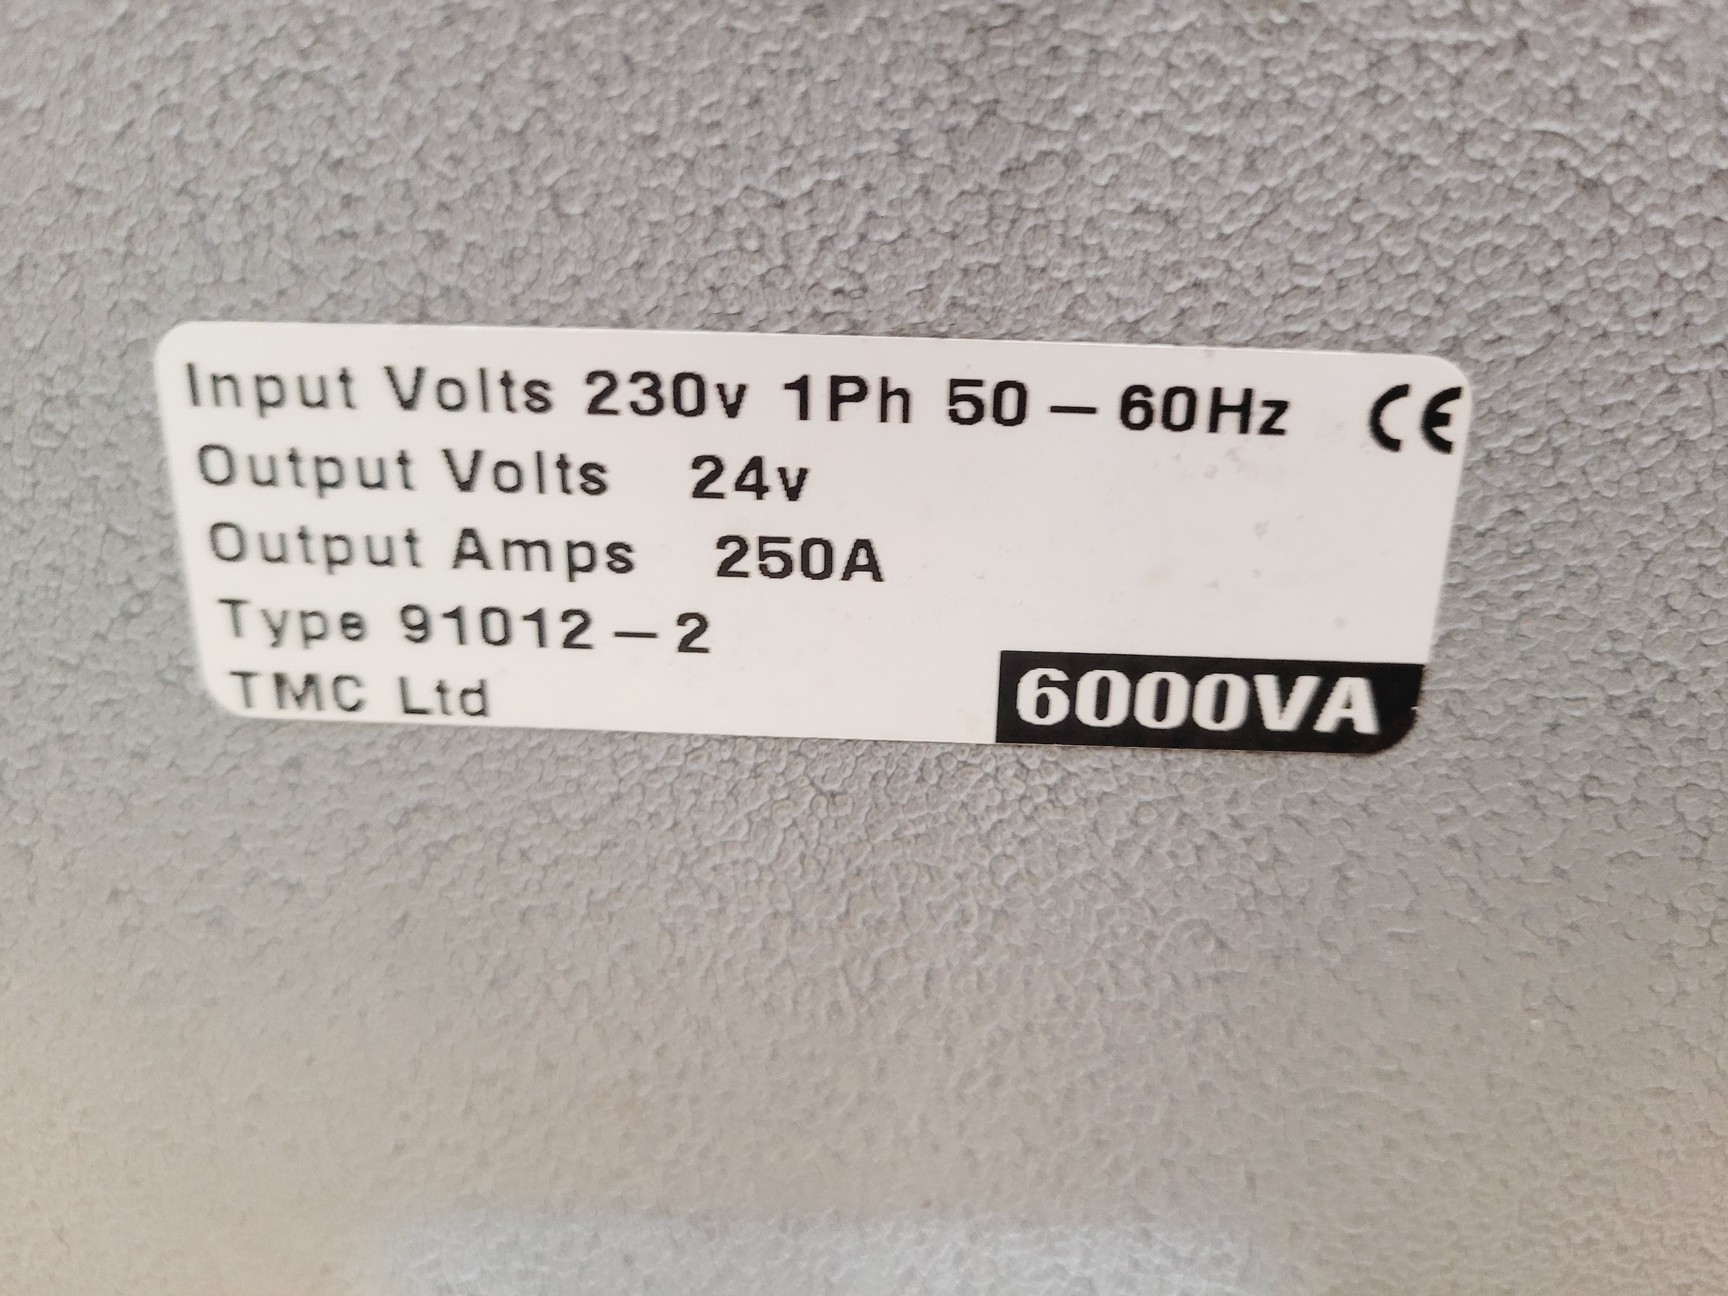 Input Volts 230v 1Ph 50 – 60Hz CE
Output Volts 24v
Output Amps 250A
Type 91012 – 2
TMC Ltd
6000VA